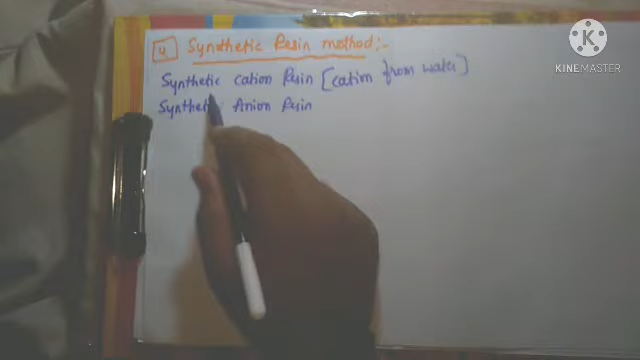 4 Synthetic Resin method:-
Synthetic cation Resin [cation from water]
Synthetic Anion Resin
KINEMASTER